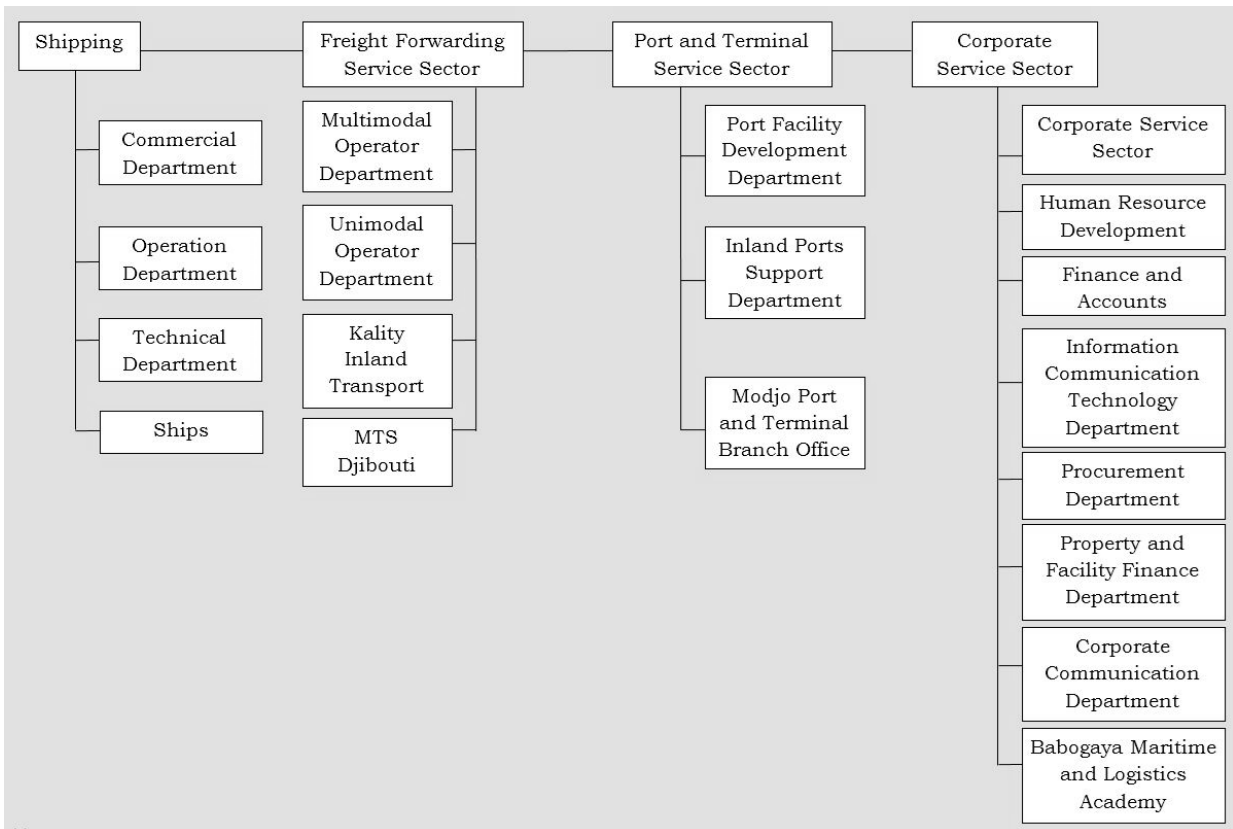 Shipping
Freight Forwarding
Service Sector
Port and Terminal
Service Sector
Corporate
Service Sector
Commercial
Department
Operation
Department
Technical
Department
Ships
Multimodal
Operator
Department
Unimodal
Operator
Department
Kality
Inland
Transport
MTS
Djibouti
Port Facility
Development
Department
Inland Ports
Support
Department
Modjo Port
and Terminal
Branch Office
Corporate Service
Sector
Human Resource
Development
Finance and
Accounts
Information
Communication
Technology
Department
Procurement
Department
Property and
Facility Finance
Department
Corporate
Communication
Department
Babogaya Maritime
and Logistics
Academy